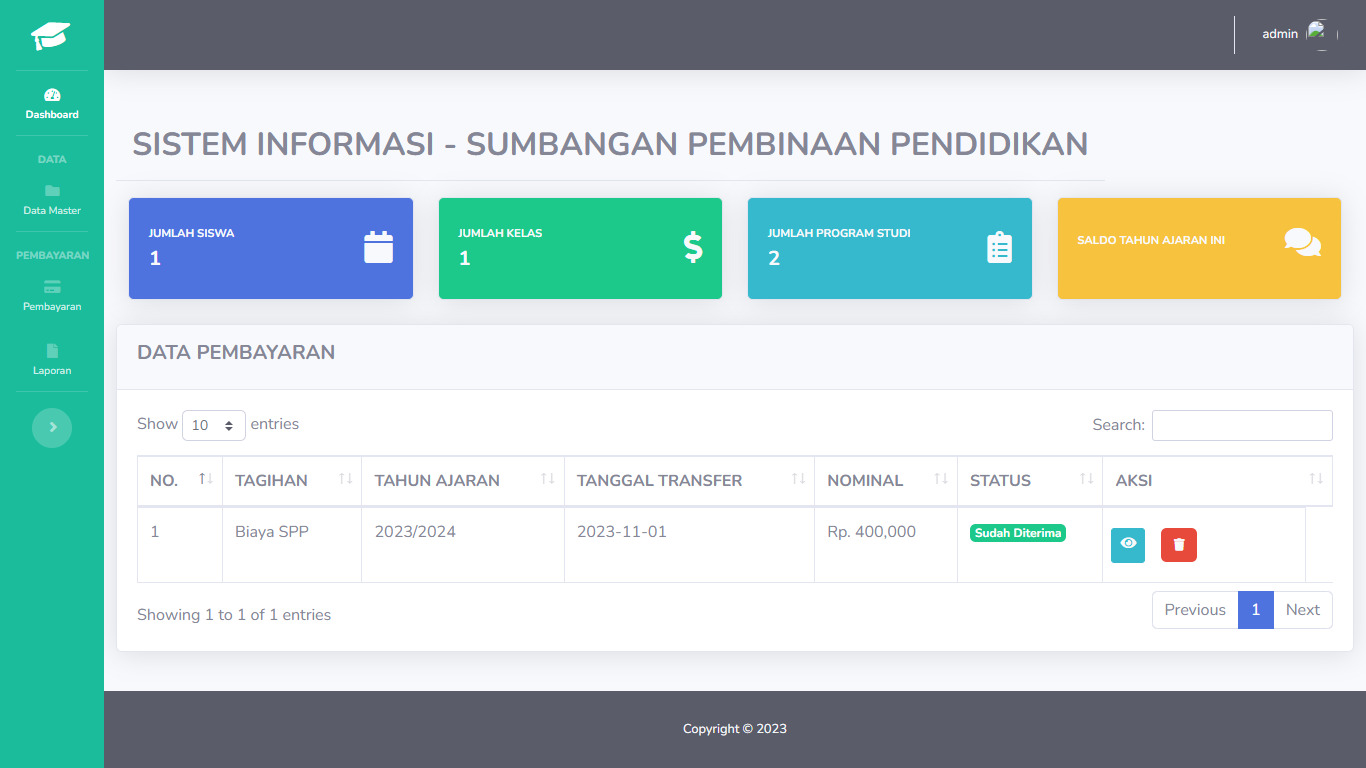 admin
Dashboard
DATA
Data Master
PEMBAYARAN
Pembayaran
Laporan
SISTEM INFORMASI - SUMBANGAN PEMBINAAN PENDIDIKAN
JUMLAH SISWA
1
JUMLAH KELAS
1
JUMLAH PROGRAM STUDI
2
SALDO TAHUN AJARAN INI
DATA PEMBAYARAN
Show 10 entries
Search:
NO. TAGIHAN TAHUN AJARAN TANGGAL TRANSFER NOMINAL STATUS AKSI
1 Biaya SPP 2023/2024 2023-11-01 Rp. 400,000 Sudah Diterima
Showing 1 to 1 of 1 entries
Previous 1 Next
Copyright © 2023